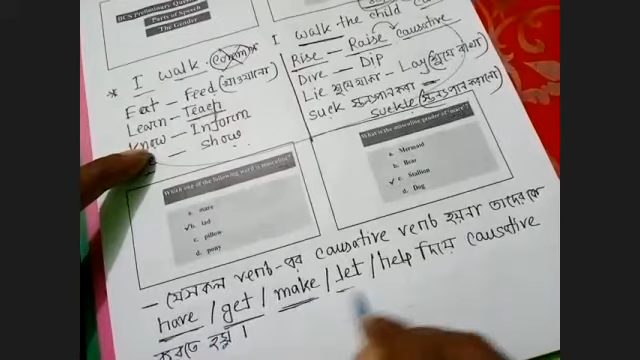 BCS Preliminary
Parts of Speech
The Gender
* I walk. common
Eat — Feed (খাওয়ানো)
Learn — Teach
Know — Inform
— show
I walk the child
Rise — Raise causative
Dive — Dip
Lie শুয়ে থাকা — Lay (শুয়ে রাখা)
suck স্তন্যপান করা — suckle (স্তন্যপান করানো)
Which one of the following word is masculine?
a. mare
✓b. lad
c. pillow
d. pony
What is the masculine gender of "mare"?
a. Mermaid
b. Bear
✓c. Stallion
d. Dog
— যেসকল verb-এর causative verb হয়না তাদেরকে
have / get / make / let / help দিয়ে causative
করতে হয়।